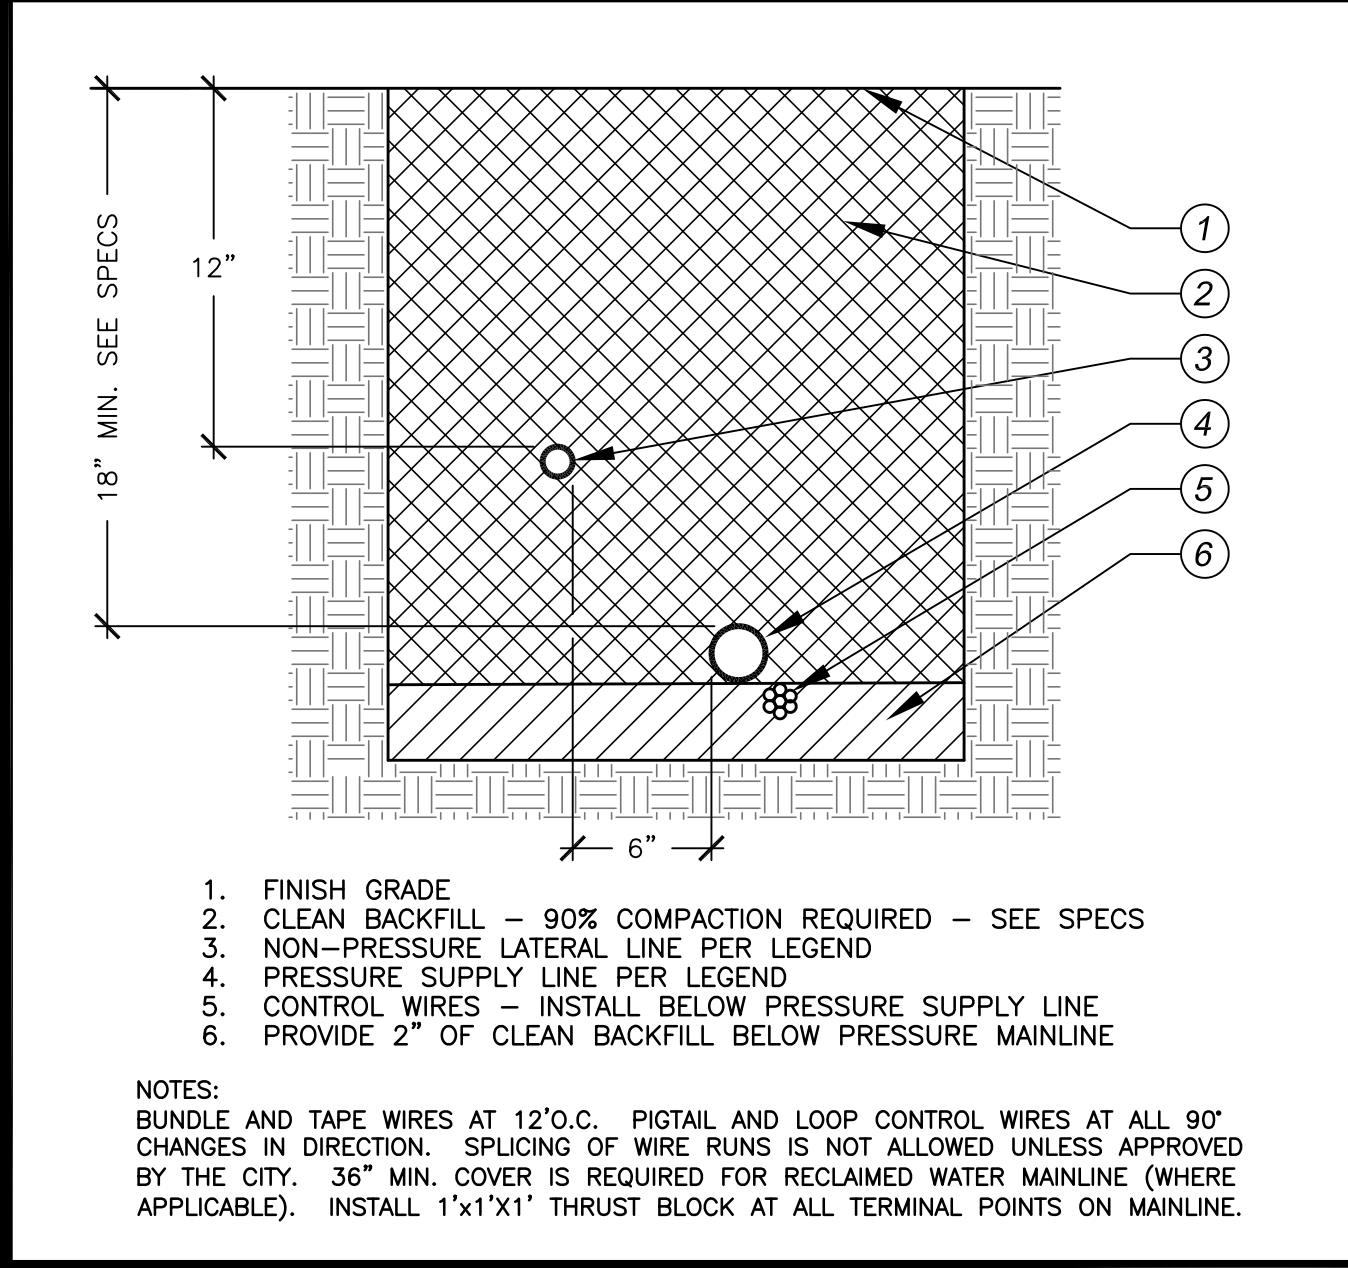 18” MIN. SEE SPECS
12”
1
2
3
4
5
6
6”
1. FINISH GRADE
2. CLEAN BACKFILL – 90% COMPACTION REQUIRED – SEE SPECS
3. NON–PRESSURE LATERAL LINE PER LEGEND
4. PRESSURE SUPPLY LINE PER LEGEND
5. CONTROL WIRES – INSTALL BELOW PRESSURE SUPPLY LINE
6. PROVIDE 2” OF CLEAN BACKFILL BELOW PRESSURE MAINLINE
NOTES:
BUNDLE AND TAPE WIRES AT 12’O.C. PIGTAIL AND LOOP CONTROL WIRES AT ALL 90°
CHANGES IN DIRECTION. SPLICING OF WIRE RUNS IS NOT ALLOWED UNLESS APPROVED
BY THE CITY. 36” MIN. COVER IS REQUIRED FOR RECLAIMED WATER MAINLINE (WHERE
APPLICABLE). INSTALL 1’x1’X1’ THRUST BLOCK AT ALL TERMINAL POINTS ON MAINLINE.